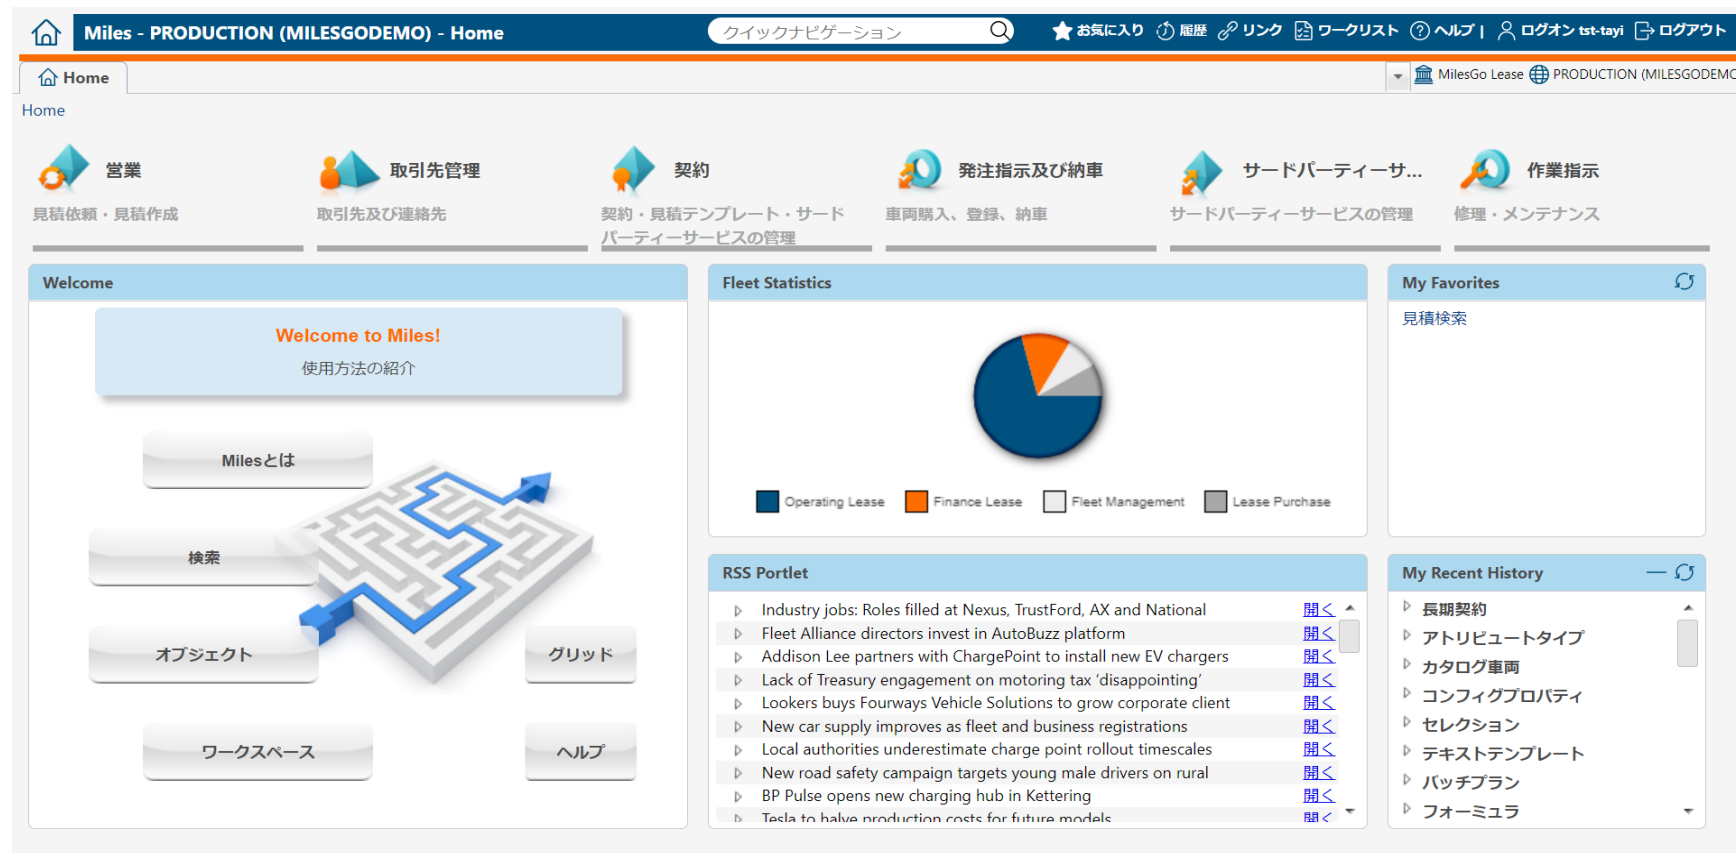 Miles - PRODUCTION (MILESGODEMO) - Home
クイックナビゲーション
お気に入り 履歴 リンク ワークリスト ヘルプ | ログオン tst-tayi ログアウト
Home
MilesGo Lease PRODUCTION (MILESGODEMO
Home
営業
見積依頼・見積作成
取引先管理
取引先及び連絡先
契約
契約・見積テンプレート・サード
パーティーサービスの管理
発注指示及び納車
車両購入、登録、納車
サードパーティーサ...
サードパーティーサービスの管理
作業指示
修理・メンテナンス
Welcome
Welcome to Miles!
使用方法の紹介
Milesとは
検索
オブジェクト
グリッド
ワークスペース
ヘルプ
Fleet Statistics
Operating Lease Finance Lease Fleet Management Lease Purchase
My Favorites
見積検索
RSS Portlet
Industry jobs: Roles filled at Nexus, TrustFord, AX and National 開く
Fleet Alliance directors invest in AutoBuzz platform 開く
Addison Lee partners with ChargePoint to install new EV chargers 開く
Lack of Treasury engagement on motoring tax ‘disappointing’ 開く
Lookers buys Fourways Vehicle Solutions to grow corporate client 開く
New car supply improves as fleet and business registrations 開く
Local authorities underestimate charge point rollout timescales 開く
New road safety campaign targets young male drivers on rural 開く
BP Pulse opens new charging hub in Kettering 開く
Tesla to halve production costs for future models 開く
My Recent History
長期契約
アトリビュートタイプ
カタログ車両
コンフィグプロパティ
セレクション
テキストテンプレート
バッチプラン
フォーミュラ